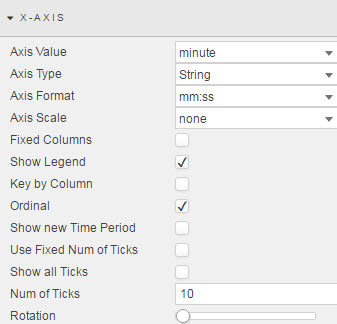 X-AXIS
Axis Value minute
Axis Type String
Axis Format mm:ss
Axis Scale none
Fixed Columns
Show Legend
Key by Column
Ordinal
Show new Time Period
Use Fixed Num of Ticks
Show all Ticks
Num of Ticks 10
Rotation